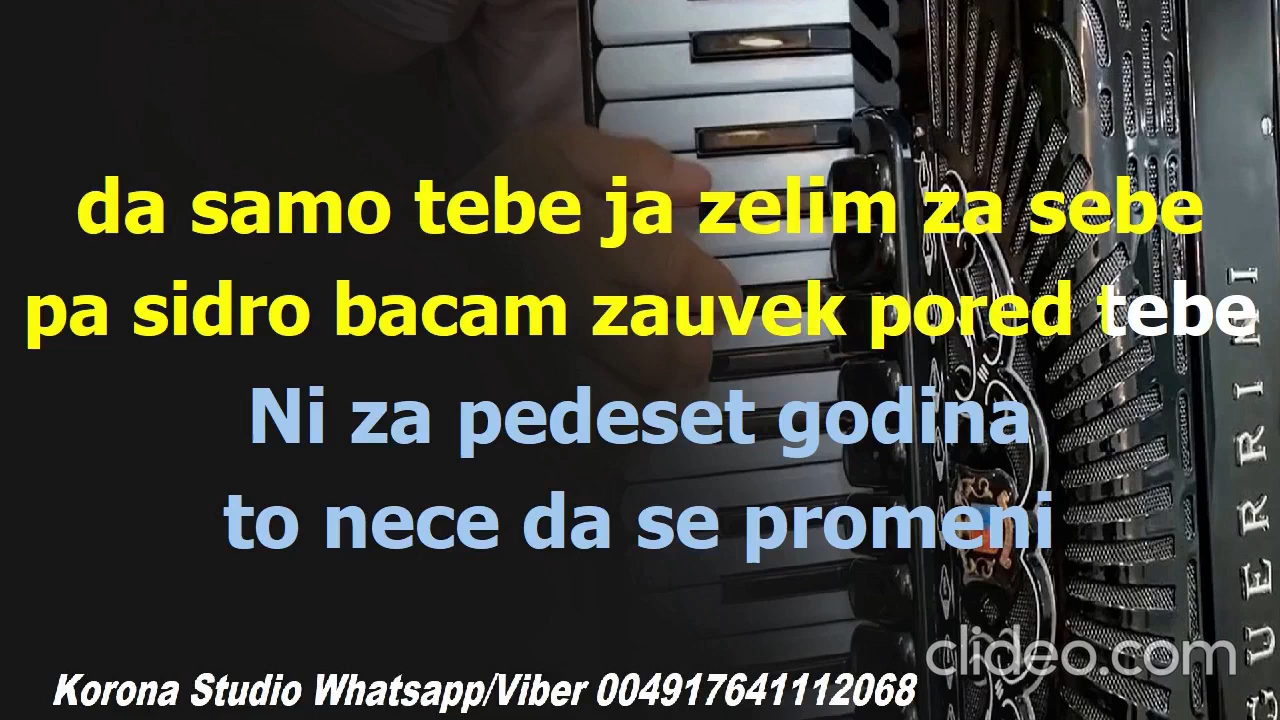 da samo tebe ja zelim za sebe
pa sidro bacam zauvek pored tebe
Ni za pedeset godina
to nece da se promeni
GUERRINI
clideo.com
Korona Studio Whatsapp/Viber 004917641112068